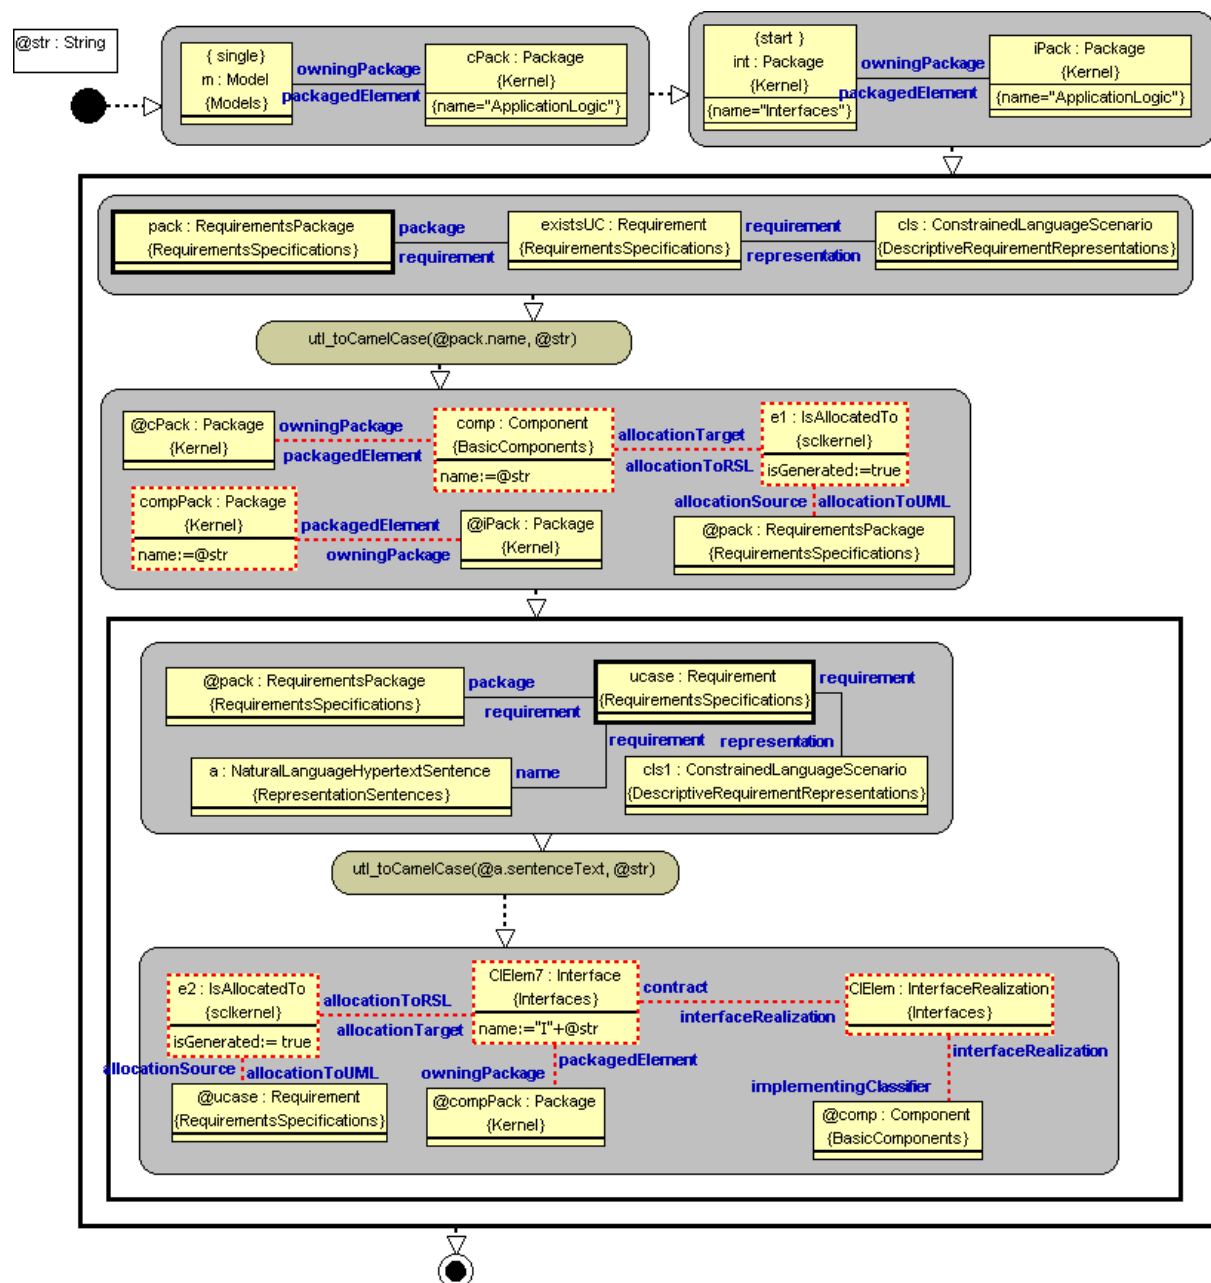 @str : String
{ single}
m : Model
{Models}
owningPackage
packagedElement
cPack : Package
{Kernel}
{name="ApplicationLogic"}
{start }
int : Package
{Kernel}
{name="Interfaces"}
owningPackage
packagedElement
iPack : Package
{Kernel}
{name="ApplicationLogic"}
pack : RequirementsPackage
{RequirementsSpecifications}
package
requirement
existsUC : Requirement
{RequirementsSpecifications}
requirement
representation
cls : ConstrainedLanguageScenario
{DescriptiveRequirementRepresentations}
utl_toCamelCase(@pack.name, @str)
@cPack : Package
{Kernel}
owningPackage
packagedElement
comp : Component
{BasicComponents}
name:=@str
allocationTarget
allocationToRSL
e1 : IsAllocatedTo
{sclkernel}
isGenerated:=true
allocationSource
allocationToUML
compPack : Package
{Kernel}
name:=@str
packagedElement
owningPackage
@iPack : Package
{Kernel}
@pack : RequirementsPackage
{RequirementsSpecifications}
@pack : RequirementsPackage
{RequirementsSpecifications}
package
requirement
ucase : Requirement
{RequirementsSpecifications}
requirement
requirement
representation
a : NaturalLanguageHypertextSentence
{RepresentationSentences}
name
cls1 : ConstrainedLanguageScenario
{DescriptiveRequirementRepresentations}
utl_toCamelCase(@a.sentenceText, @str)
e2 : IsAllocatedTo
{sclkernel}
isGenerated:= true
allocationToRSL
allocationTarget
ClElem7 : Interface
{Interfaces}
name:="I"+@str
contract
interfaceRealization
ClElem : InterfaceRealization
{Interfaces}
allocationSource
allocationToUML
owningPackage
packagedElement
interfaceRealization
implementingClassifier
@ucase : Requirement
{RequirementsSpecifications}
@compPack : Package
{Kernel}
@comp : Component
{BasicComponents}